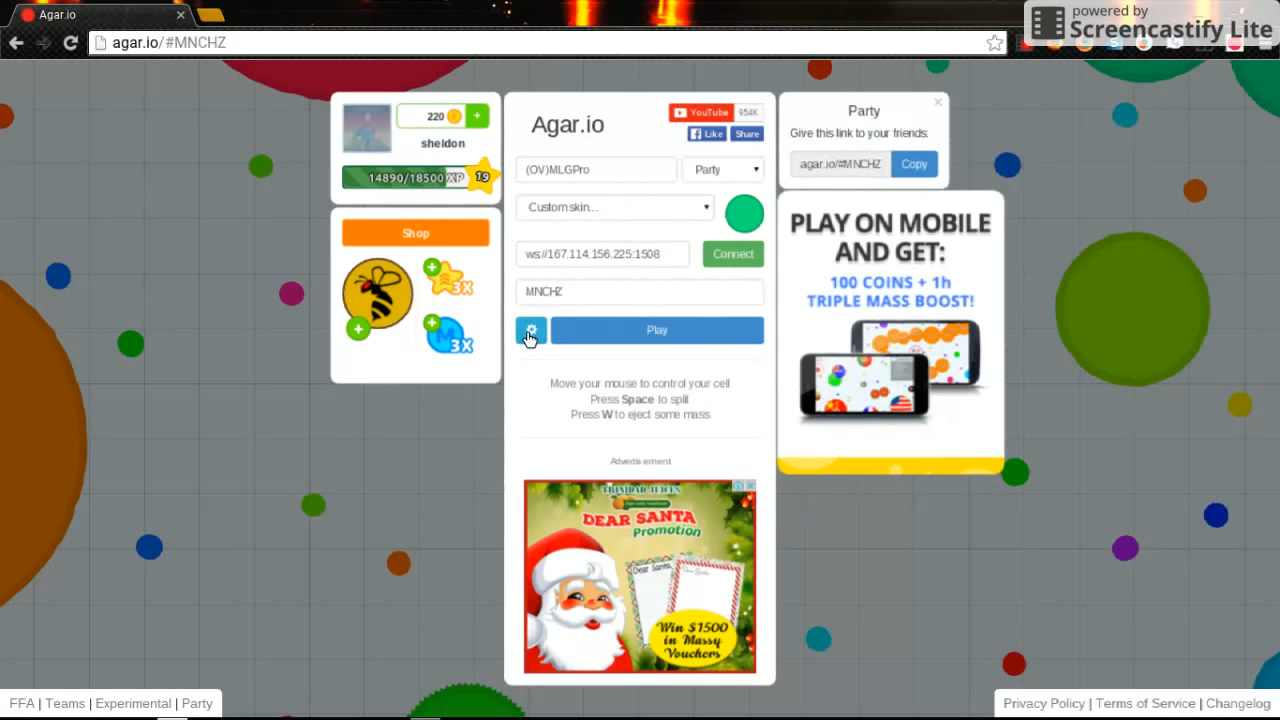 Agar.io
powered by
Screencastify Lite
agar.io/#MNCHZ
220
sheldon
14890/18500 XP
19
Shop
3X
3X
Agar.io
YouTube 954K
Like Share
(OV)MLGPro
Party
Custom skin...
ws://167.114.156.225:1508
Connect
MNCHZ
Play
Move your mouse to control your cell
Press Space to split
Press W to eject some mass
Advertisement
TRINIDAD JUICES
DEAR SANTA
Promotion
Dear Santa,
Win $1500
in Massy
Vouchers
Party
Give this link to your friends:
agar.io/#MNCHZ
Copy
PLAY ON MOBILE
AND GET:
100 COINS + 1h
TRIPLE MASS BOOST!
FFA | Teams | Experimental | Party
Privacy Policy | Terms of Service | Changelog